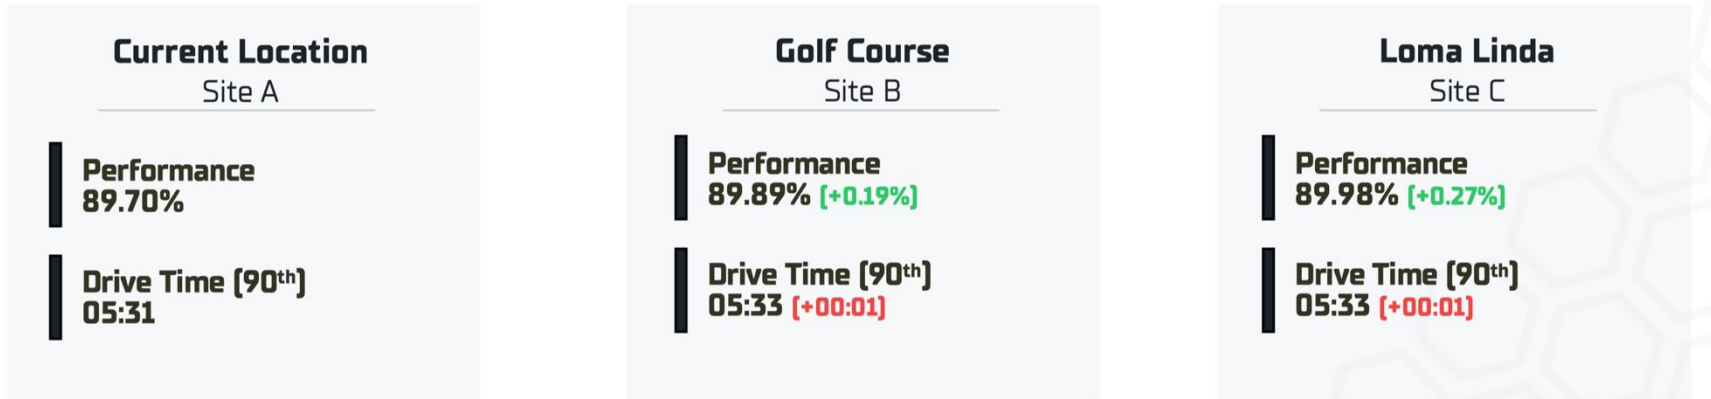 Current Location
Site A
Performance
89.70%
Drive Time (90th)
05:31
Golf Course
Site B
Performance
89.89% (+0.19%)
Drive Time (90th)
05:33 (+00:01)
Loma Linda
Site C
Performance
89.98% (+0.27%)
Drive Time (90th)
05:33 (+00:01)